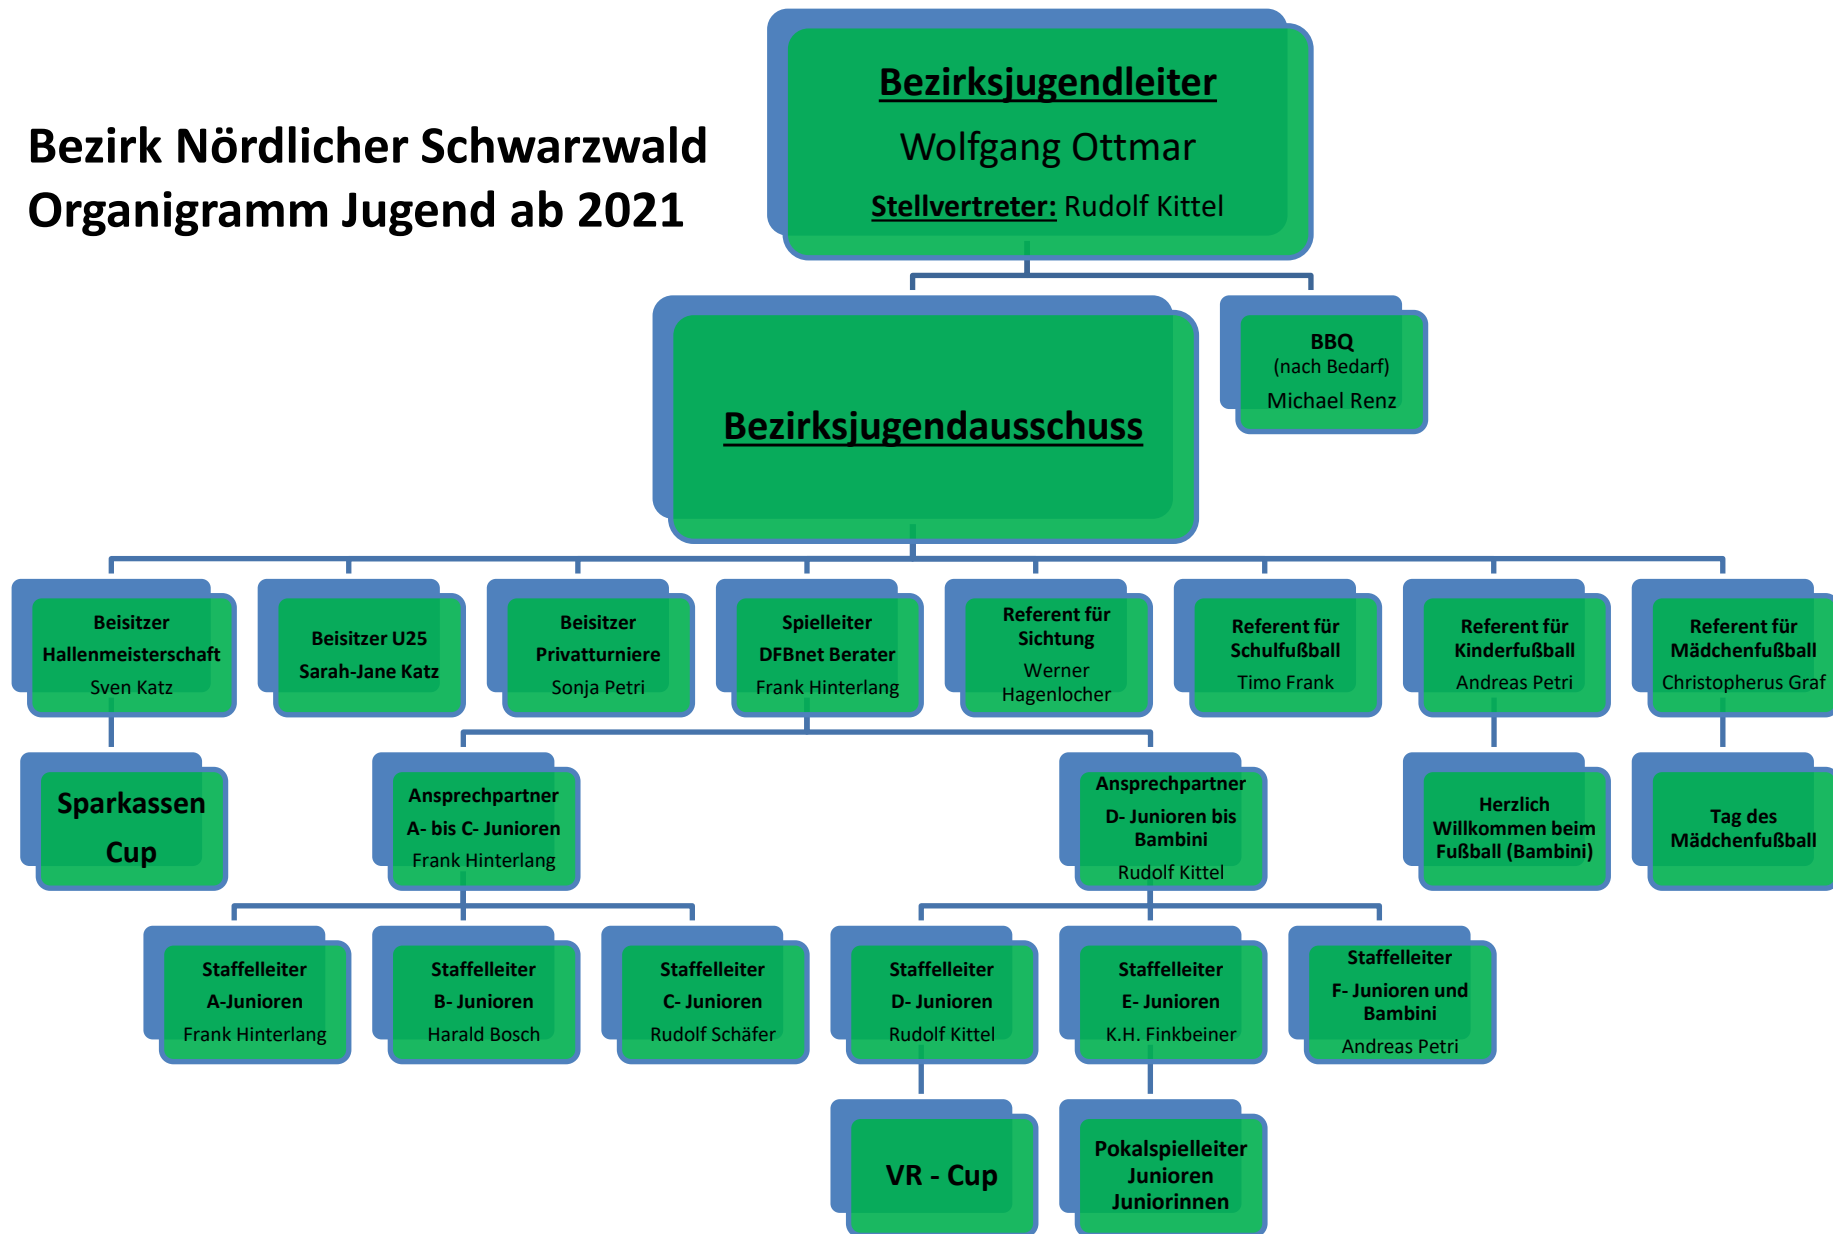 Bezirk Nördlicher Schwarzwald
Organigramm Jugend ab 2021
Bezirksjugendleiter
Wolfgang Ottmar
Stellvertreter: Rudolf Kittel
Bezirksjugendausschuss
BBQ
(nach Bedarf)
Michael Renz
Beisitzer
Hallenmeisterschaft
Sven Katz
Beisitzer U25
Sarah-Jane Katz
Beisitzer
Privatturniere
Sonja Petri
Spielleiter
DFBnet Berater
Frank Hinterlang
Referent für
Sichtung
Werner
Hagenlocher
Referent für
Schulfußball
Timo Frank
Referent für
Kinderfußball
Andreas Petri
Referent für
Mädchenfußball
Christopherus Graf
Sparkassen
Cup
Ansprechpartner
A- bis C- Junioren
Frank Hinterlang
Ansprechpartner
D- Junioren bis
Bambini
Rudolf Kittel
Herzlich
Willkommen beim
Fußball (Bambini)
Tag des
Mädchenfußball
Staffelleiter
A-Junioren
Frank Hinterlang
Staffelleiter
B- Junioren
Harald Bosch
Staffelleiter
C- Junioren
Rudolf Schäfer
Staffelleiter
D- Junioren
Rudolf Kittel
Staffelleiter
E- Junioren
K.H. Finkbeiner
Staffelleiter
F- Junioren und
Bambini
Andreas Petri
VR - Cup
Pokalspielleiter
Junioren
Juniorinnen